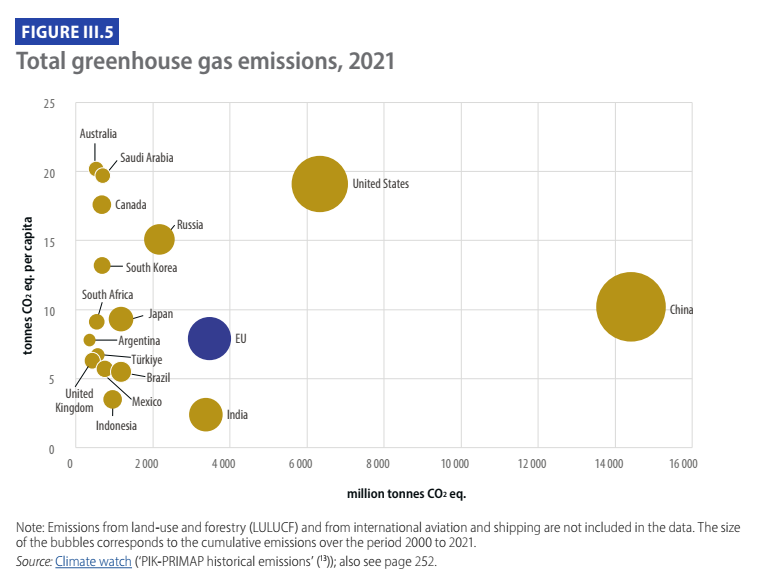 FIGURE III.5
Total greenhouse gas emissions, 2021
25
20
15
10
5
0
tonnes CO2 eq. per capita
Australia
Saudi Arabia
Canada
United States
Russia
South Korea
South Africa
Japan
China
Argentina
EU
Türkiye
Brazil
United
Kingdom
Mexico
Indonesia
India
0 2 000 4 000 6 000 8 000 10 000 12 000 14 000 16 000
million tonnes CO2 eq.
Note: Emissions from land-use and forestry (LULUCF) and from international aviation and shipping are not included in the data. The size
of the bubbles corresponds to the cumulative emissions over the period 2000 to 2021.
Source: Climate watch (‘PIK-PRIMAP historical emissions’ (¹³)); also see page 252.